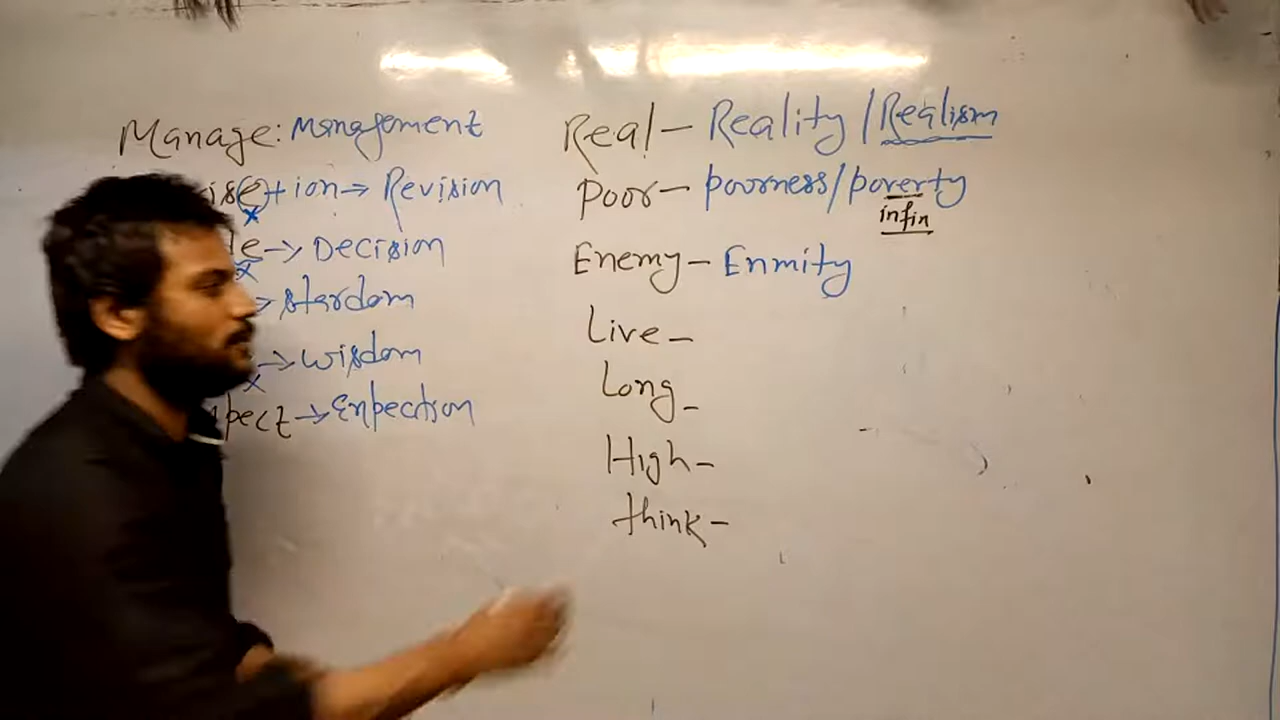 Manage: Management
ise + ion → Revision
e → Decision
→ stardom
→ wisdom
pect → Expection
Real – Reality / Realism
Poor – poorness / poverty
infin
Enemy – Enmity
Live –
Long –
High –
think –